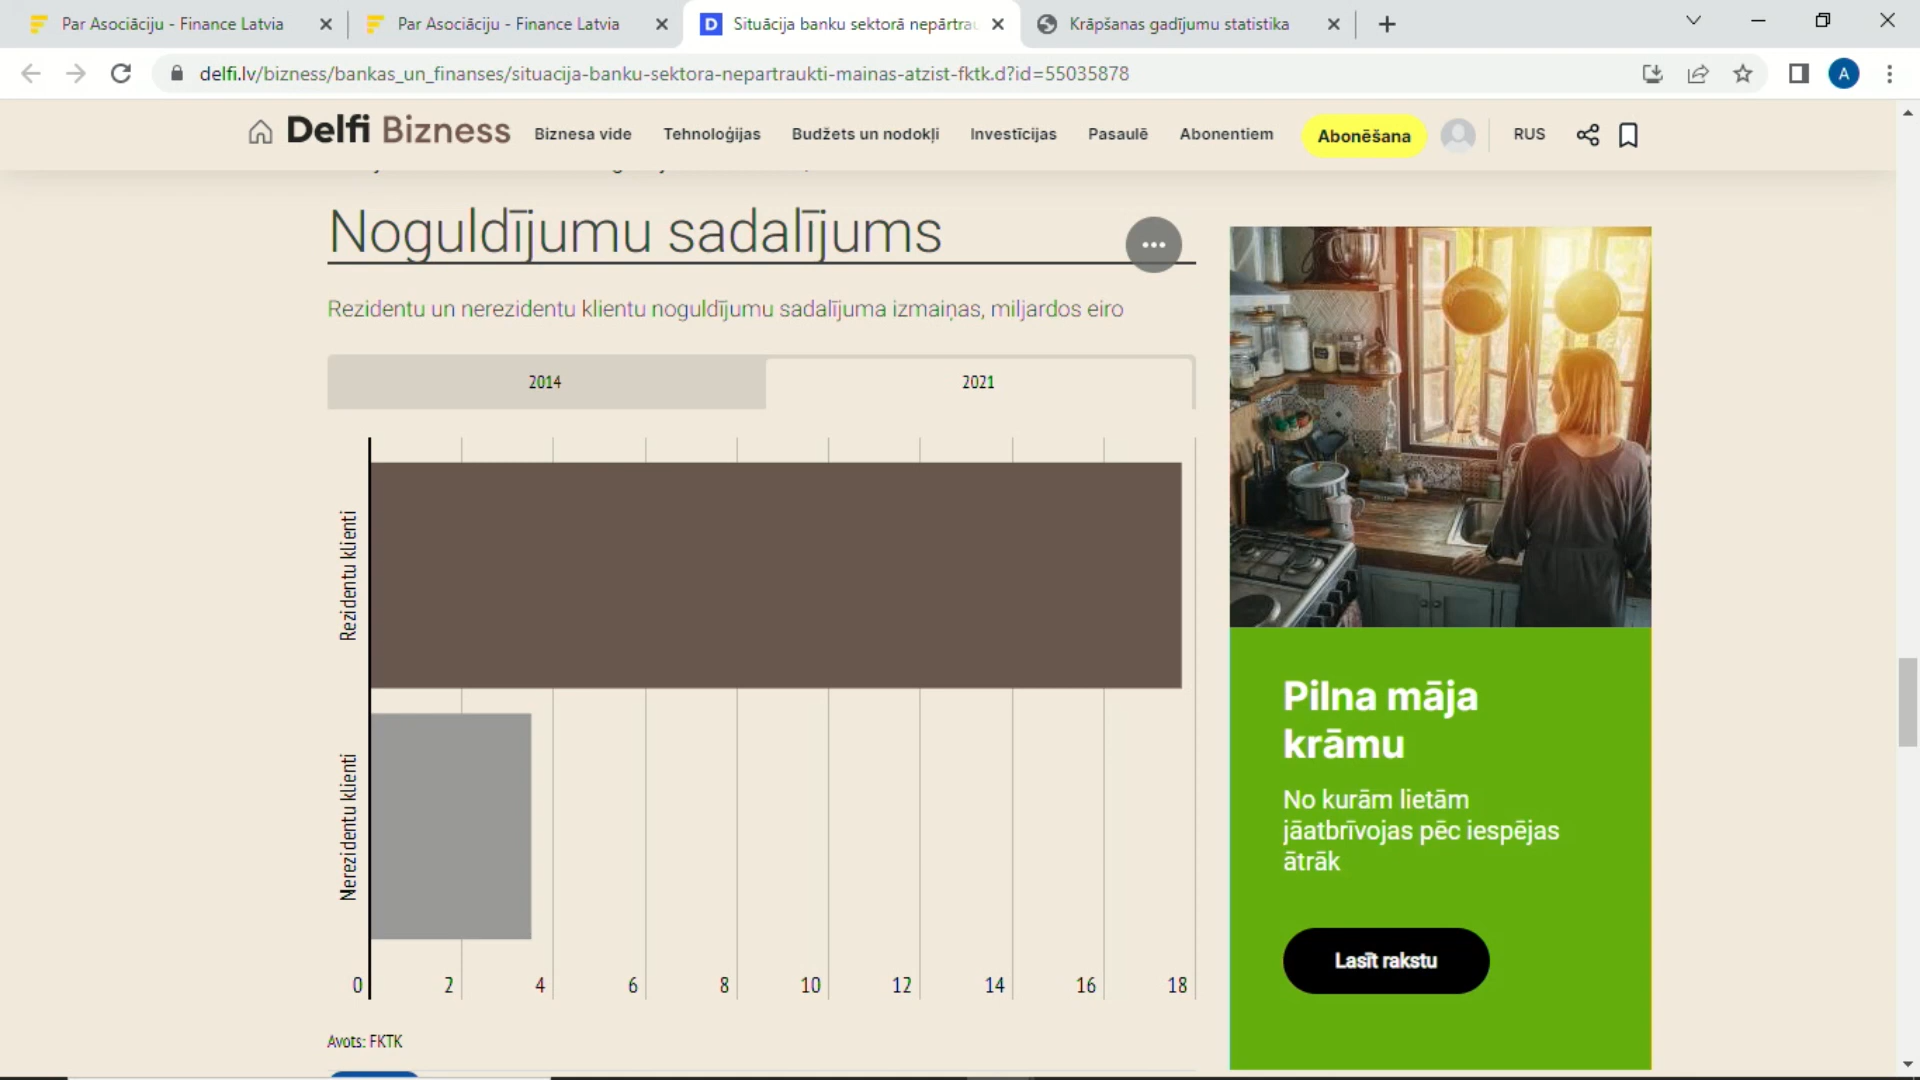 Par Asociāciju - Finance Latvia
Par Asociāciju - Finance Latvia
Situācija banku sektorā nepārtrau
Krāpšanas gadījumu statistika
delfi.lv/bizness/bankas_un_finanses/situacija-banku-sektora-nepartraukti-mainas-atzist-fktk.d?id=55035878
A
Delfi Bizness
Biznesa vide
Tehnoloģijas
Budžets un nodokļi
Investīcijas
Pasaulē
Abonentiem
Abonēšana
RUS
Noguldījumu sadalījums
Rezidentu un nerezidentu klientu noguldījumu sadalījuma izmaiņas, miljardos eiro
2014
2021
Rezidentu klienti
Nerezidentu klienti
0 2 4 6 8 10 12 14 16 18
Avots: FKTK
Pilna māja
krāmu
No kurām lietām
jāatbrīvojas pēc iespējas
ātrāk
Lasīt rakstu